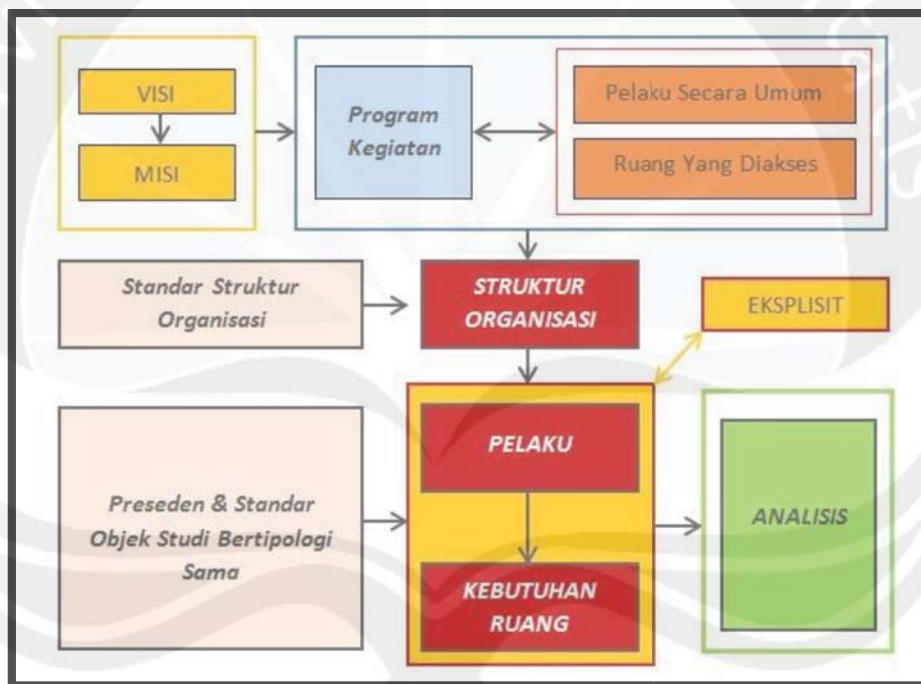 VISI
MISI
Program
Kegiatan
Pelaku Secara Umum
Ruang Yang Diakses
Standar Struktur
Organisasi
STRUKTUR
ORGANISASI
EKSPLISIT
Preseden & Standar
Objek Studi Bertipologi
Sama
PELAKU
KEBUTUHAN
RUANG
ANALISIS